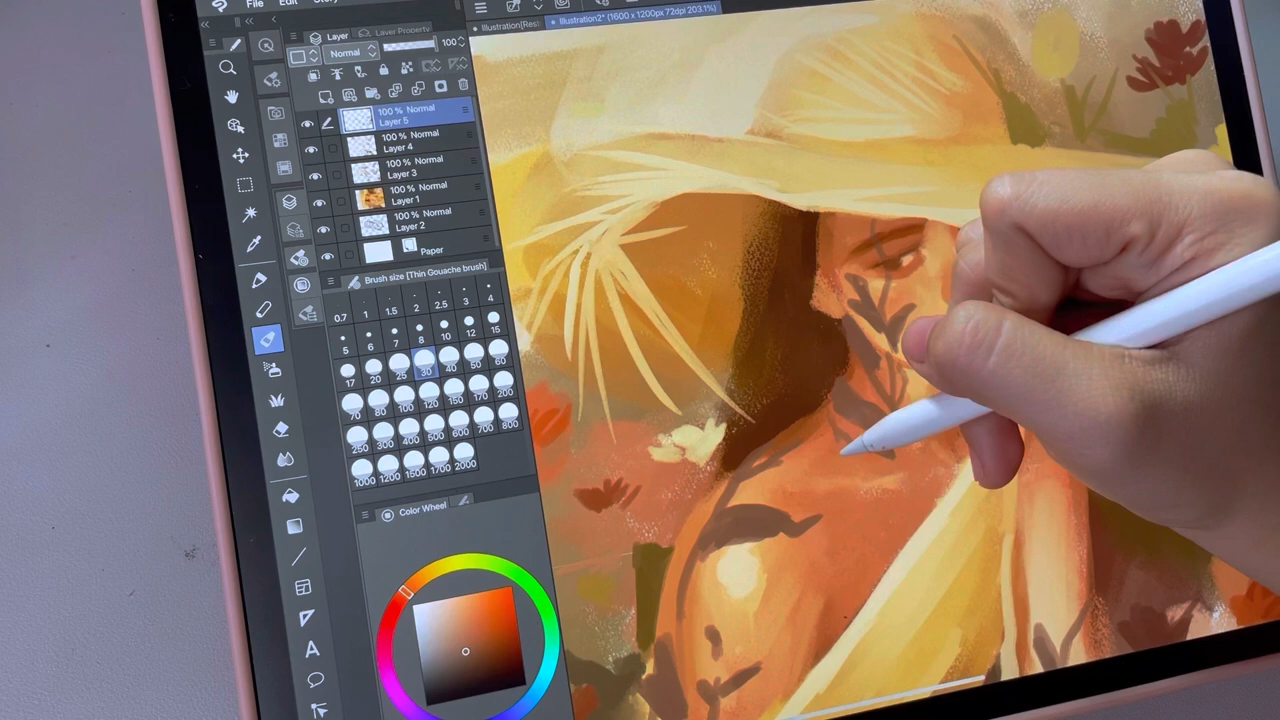 File Edit
Illustration[Res
Illustration2* (1600 x 1200px 72dpi 203.1%)
Layer
Layer Property
Normal
100
100 % Normal
Layer 5
100 % Normal
Layer 4
100 % Normal
Layer 3
100 % Normal
Layer 1
100 % Normal
Layer 2
Paper
Brush size [Thin Gouache brush]
0.7 1 1.5 2 2.5 3 4
5 6 7 8 10 12 15
17 20 25 30 40 50 60
70 80 100 120 150 170 200
250 300 400 500 600 700 800
1000 1200 1500 1700 2000
Color Wheel
A